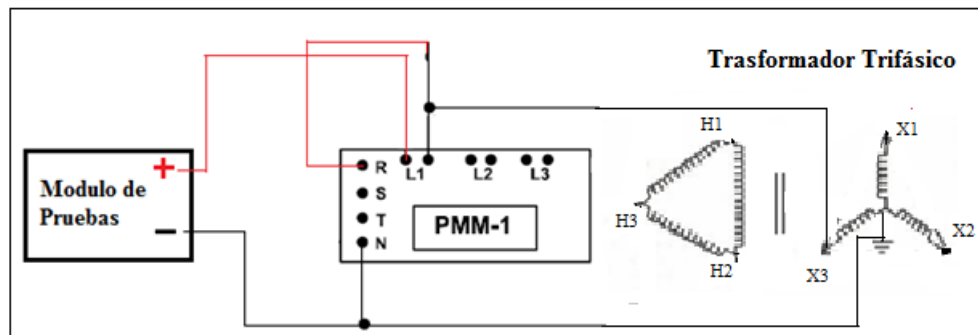 Trasformador Trifásico
+
Modulo de
Pruebas
−
R
S
T
N
L1
L2
L3
PMM-1
H1
H3
H2
X1
X2
X3